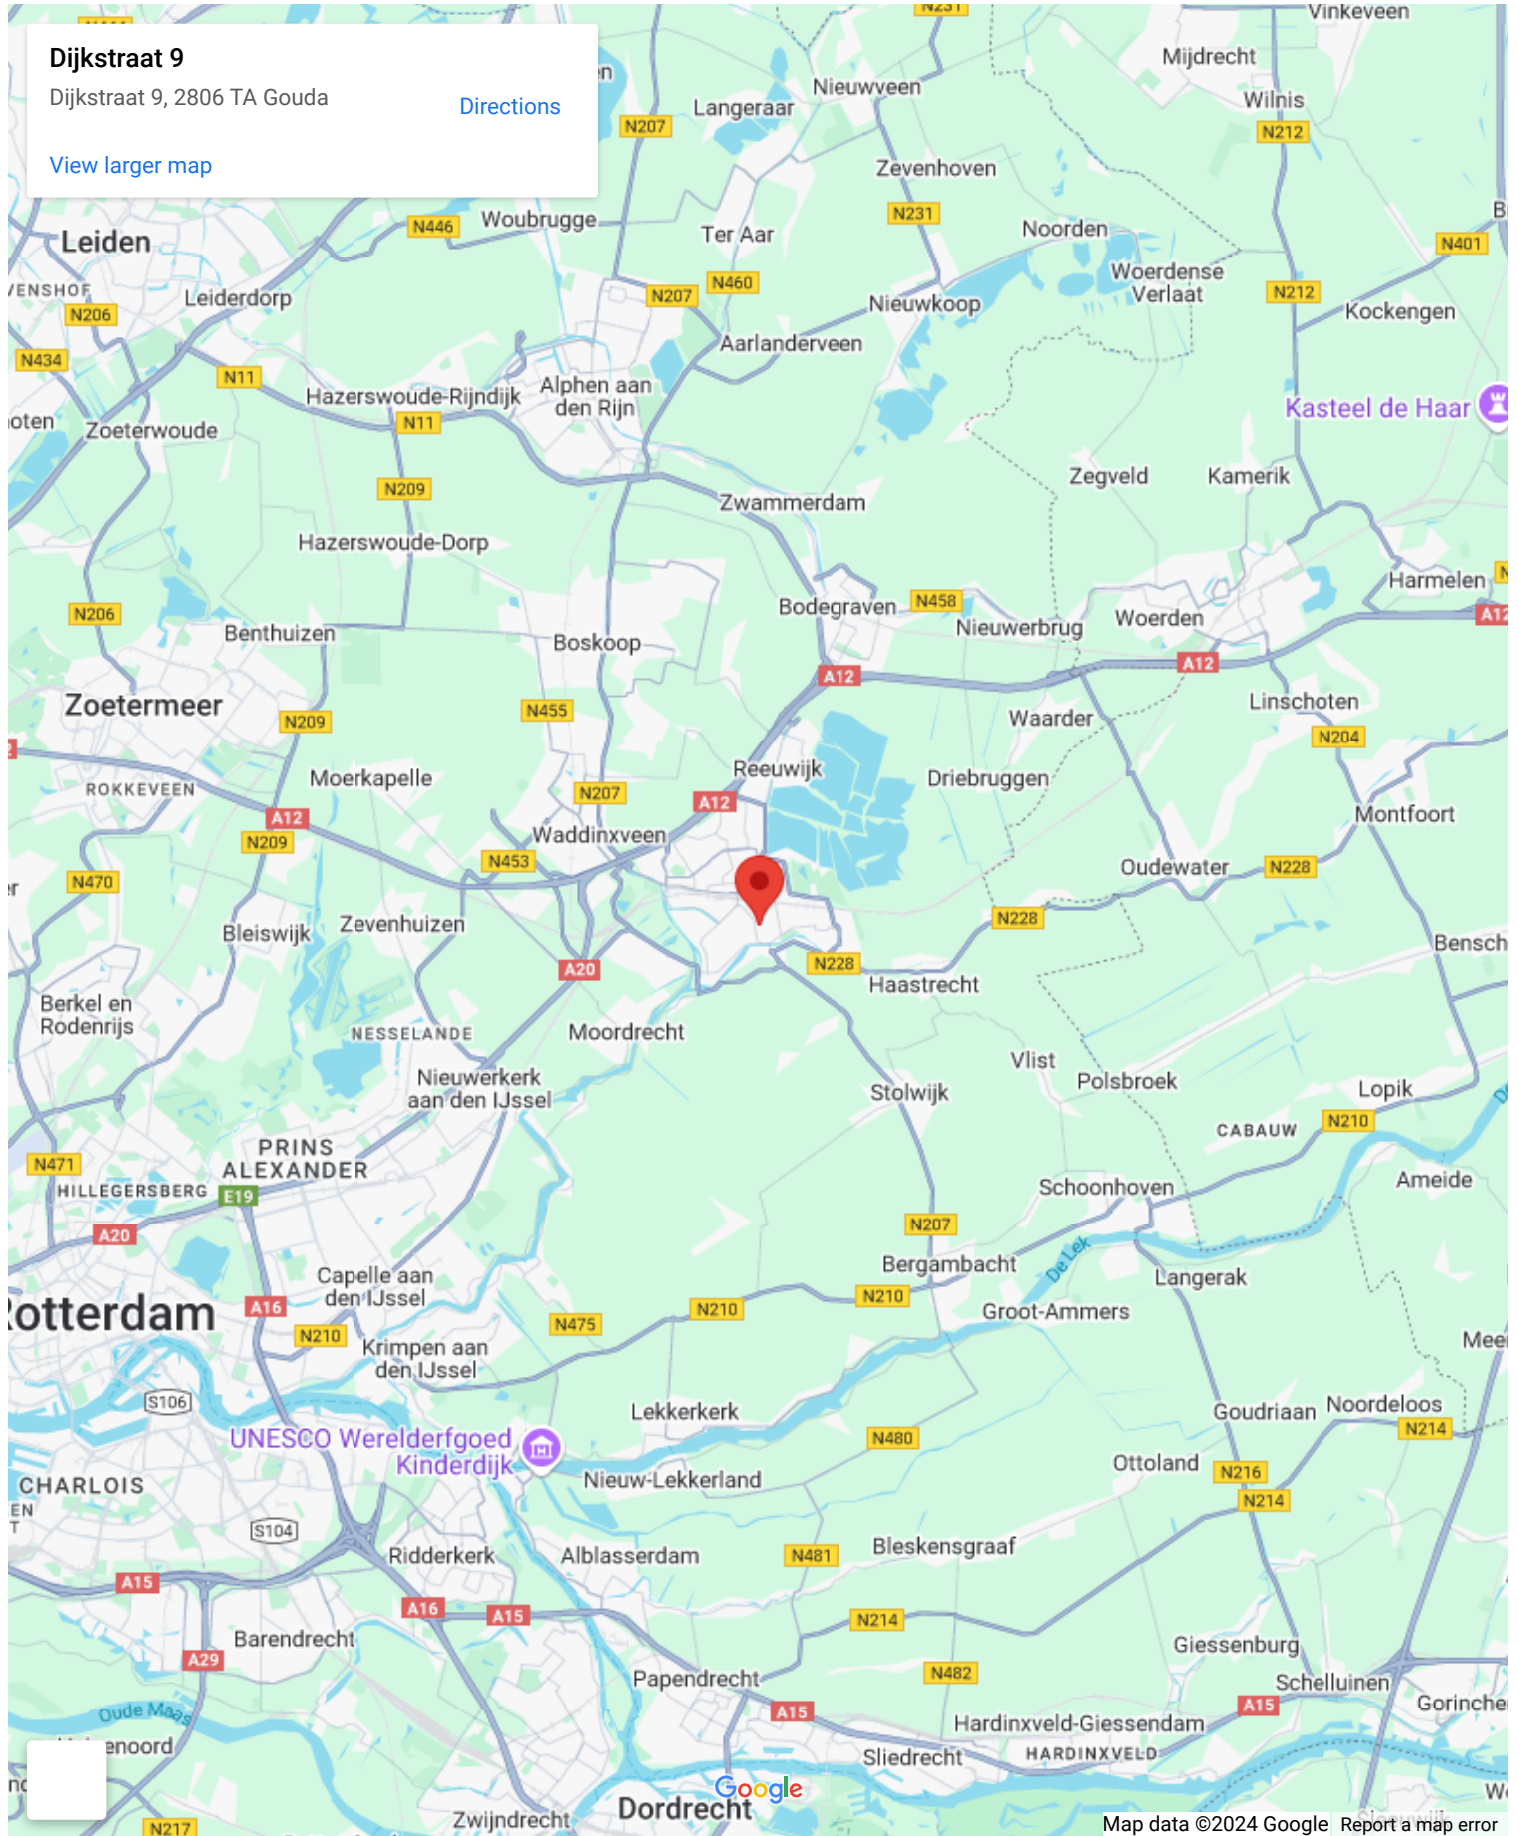 Dijkstraat 9
Dijkstraat 9, 2806 TA Gouda
Directions
View larger map
N231
Vinkeveen
Mijdrecht
Nieuwveen
Langeraar
Wilnis
N207
N212
Zevenhoven
N231
Woubrugge
N446
Ter Aar
Noorden
Leiden
N401
Woerdense
Verlaat
N460
N207
N212
Leiderdorp
Nieuwkoop
Kockengen
N206
Aarlanderveen
N434
N11
Hazerswoude-Rijndijk
Alphen aan
den Rijn
Kasteel de Haar
N11
Zoeterwoude
Zegveld
Kamerik
N209
Zwammerdam
Hazerswoude-Dorp
Harmelen
N206
Bodegraven
N458
A12
Benthuizen
Boskoop
Nieuwerbrug
Woerden
A12
A12
Zoetermeer
N209
N455
Linschoten
Waarder
N204
ROKKEVEEN
Moerkapelle
N207
Reeuwijk
Driebruggen
A12
A12
Montfoort
N209
Waddinxveen
N453
N470
Oudewater
N228
Bleiswijk
Zevenhuizen
N228
Bensch
A20
N228
Haastrecht
Berkel en
Rodenrijs
NESSELANDE
Moordrecht
Nieuwerkerk
aan den IJssel
Vlist
Polsbroek
Stolwijk
Lopik
N210
CABAUW
PRINS
ALEXANDER
N471
HILLEGERSBERG
E19
Schoonhoven
Ameide
A20
N207
De Lek
Bergambacht
Langerak
Capelle aan
den IJssel
Rotterdam
A16
N210
N210
N210
Groot-Ammers
N475
Krimpen aan
den IJssel
S106
Lekkerkerk
Goudriaan
Noordeloos
N214
UNESCO Werelderfgoed
Kinderdijk
N480
Ottoland
N216
CHARLOIS
Nieuw-Lekkerland
N214
S104
Ridderkerk
Alblasserdam
N481
Bleskensgraaf
A15
A16
A15
N214
Barendrecht
A29
Giessenburg
Papendrecht
N482
Schelluinen
A15
A15
Gorinche
Oude Maas
Hardinxveld-Giessendam
enoord
Sliedrecht
HARDINXVELD
Google
Dordrecht
Zwijndrecht
N217
Map data ©2024 Google
Report a map error